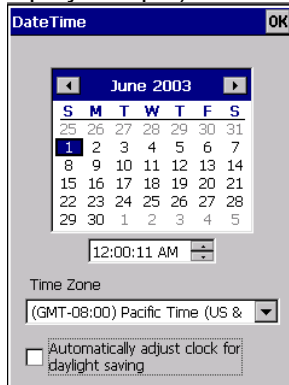 DateTime OK
June 2003
S M T W T F S
25 26 27 28 29 30 31
1 2 3 4 5 6 7
8 9 10 11 12 13 14
15 16 17 18 19 20 21
22 23 24 25 26 27 28
29 30 1 2 3 4 5
12:00:11 AM
Time Zone
(GMT-08:00) Pacific Time (US &
Automatically adjust clock for
daylight saving